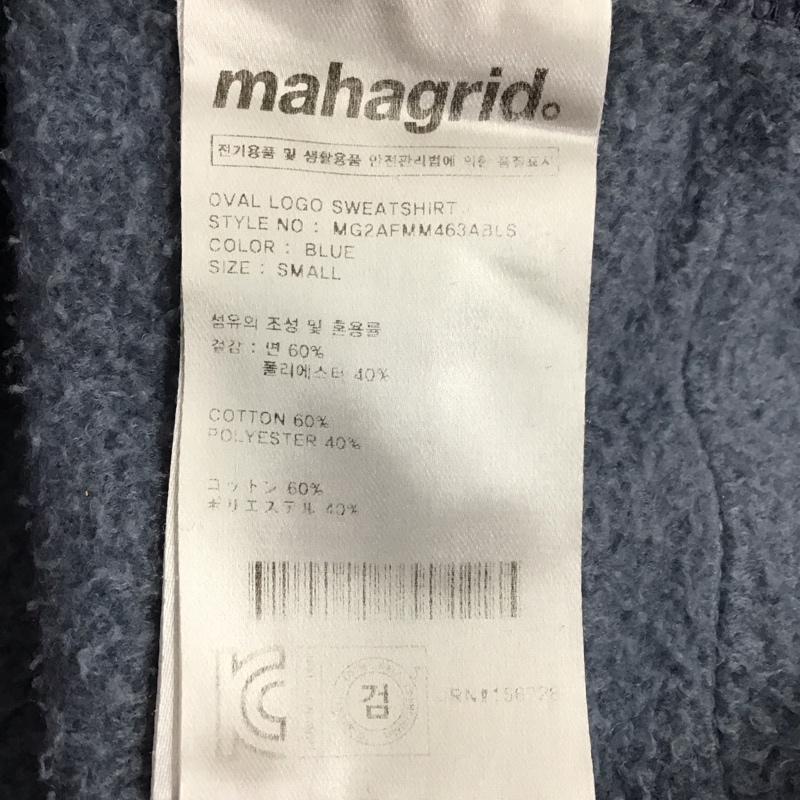 mahagrid.
전기용품 및 생활용품 안전관리법에 의한 품질표시
OVAL LOGO SWEATSHIRT
STYLE NO : MG2AFMM463ABLS
COLOR : BLUE
SIZE : SMALL
섬유의 조성 및 혼용률
겉감 : 면 60%
폴리에스터 40%
COTTON 60%
POLYESTER 40%
コットン 60%
ポリエステル 40%
검